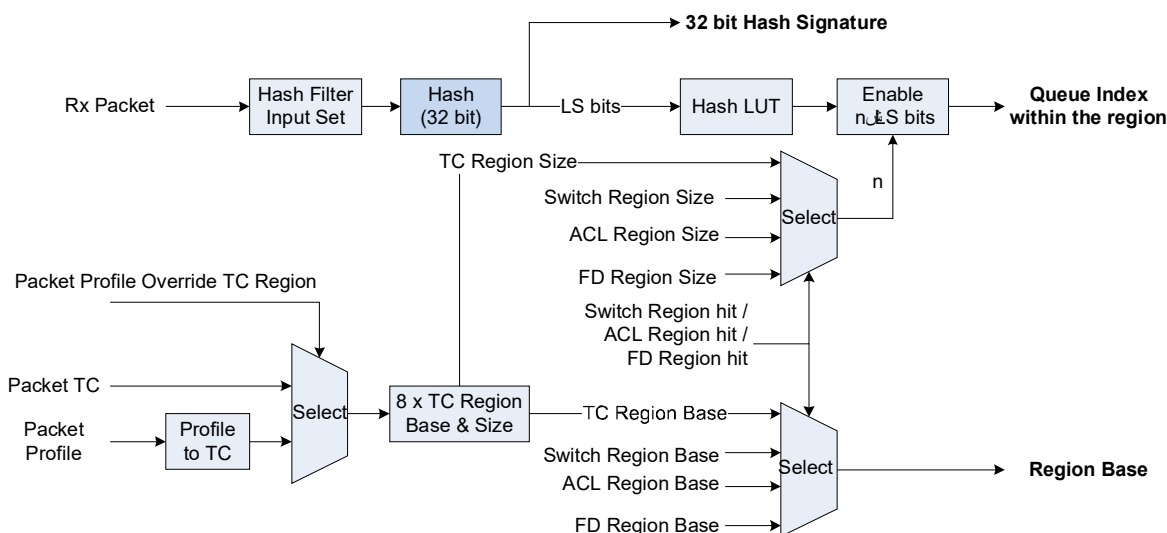 32 bit Hash Signature
Rx Packet
Hash Filter
Input Set
Hash
(32 bit)
LS bits
Hash LUT
Enable
LS bits
Queue Index
within the region
TC Region Size
Switch Region Size
ACL Region Size
FD Region Size
Select
n
Packet Profile Override TC Region
Switch Region hit /
ACL Region hit /
FD Region hit
Packet TC
Packet
Profile
Profile
to TC
Select
8 x TC Region
Base & Size
TC Region Base
Switch Region Base
ACL Region Base
FD Region Base
Select
Region Base